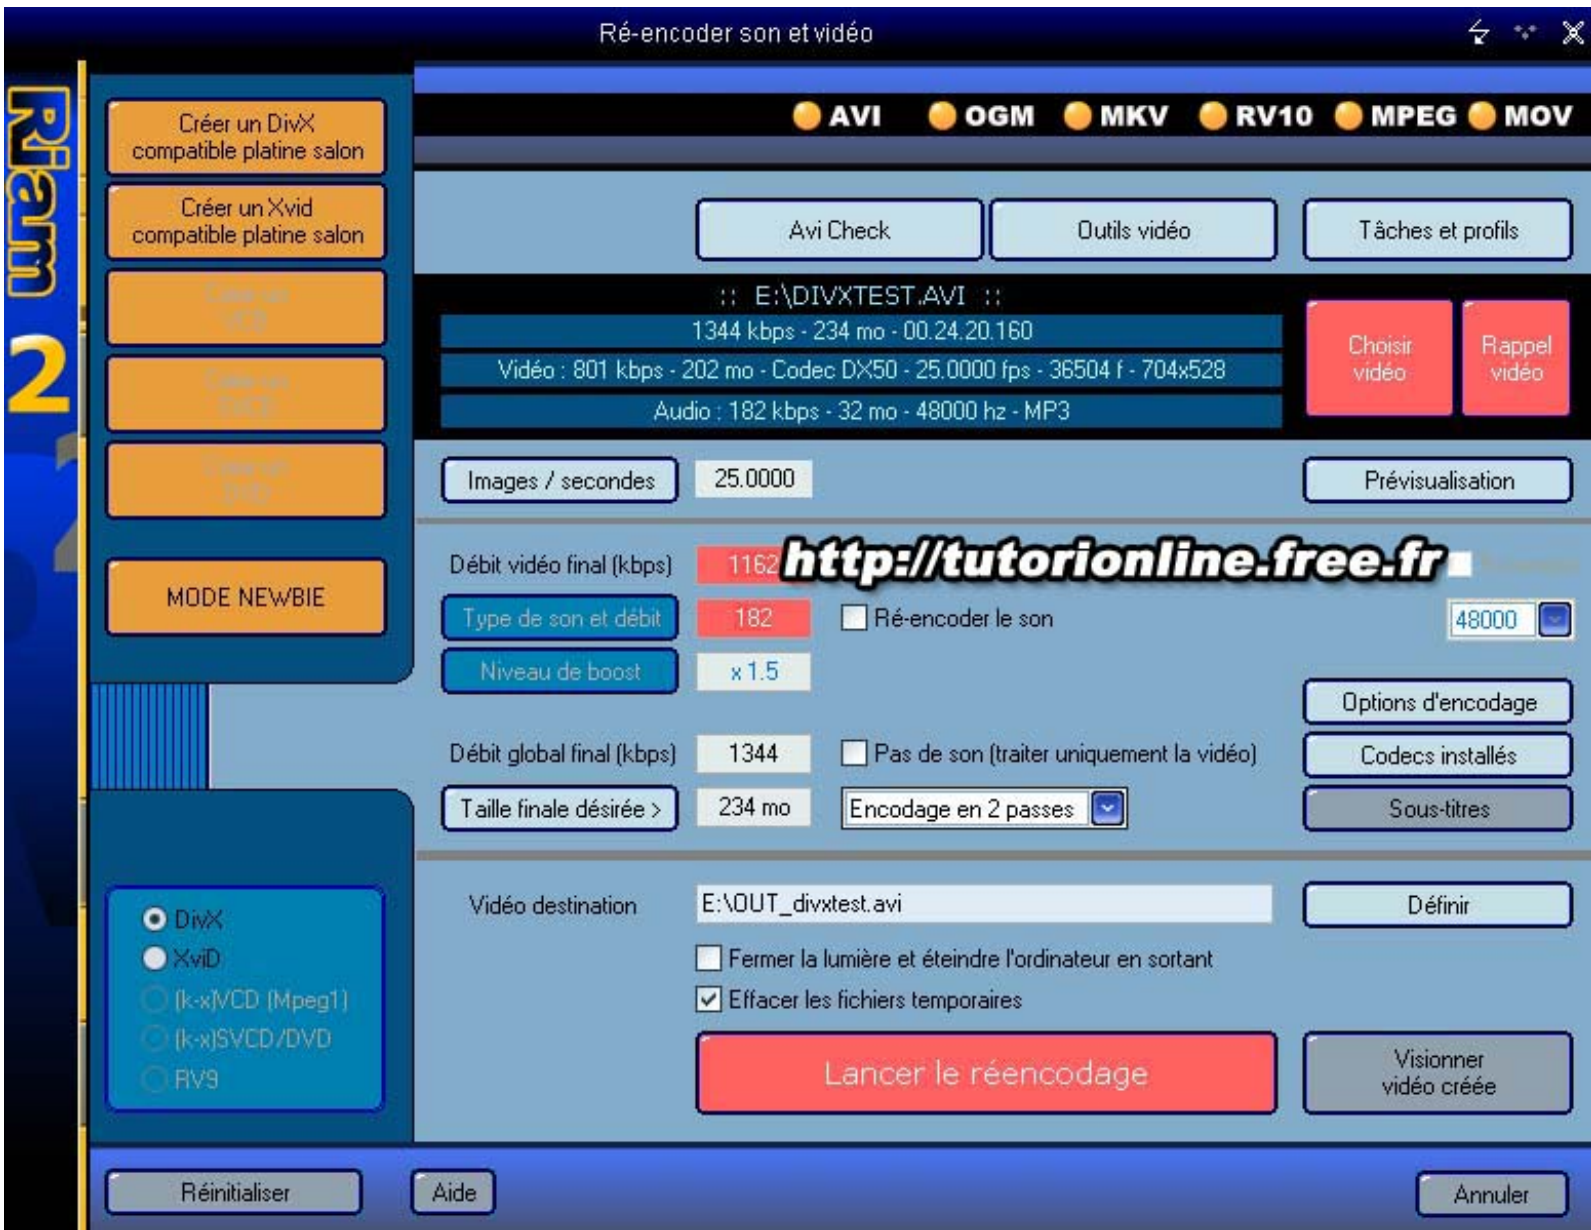 Ré-encoder son et vidéo
Riam 2
AVI OGM MKV RV10 MPEG MOV
Créer un DivX
compatible platine salon
Créer un Xvid
compatible platine salon
MODE NEWBIE
Avi Check
Outils vidéo
Tâches et profils
:: E:\DIVXTEST.AVI ::
1344 kbps - 234 mo - 00.24.20.160
Vidéo : 801 kbps - 202 mo - Codec DX50 - 25.0000 fps - 36504 f - 704x528
Audio : 182 kbps - 32 mo - 48000 hz - MP3
Choisir
vidéo
Rappel
vidéo
Images / secondes 25.0000
Prévisualisation
Débit vidéo final (kbps) 1162
http://tutorionline.free.fr
Type de son et débit 182 Ré-encoder le son 48000
Niveau de boost x 1.5
Options d'encodage
Débit global final (kbps) 1344 Pas de son (traiter uniquement la vidéo)
Codecs installés
Taille finale désirée > 234 mo Encodage en 2 passes
Sous-titres
DivX
XviD
(k-x)VCD (Mpeg1)
(k-x)SVCD/DVD
RV9
Vidéo destination E:\OUT_divxtest.avi
Définir
Fermer la lumière et éteindre l'ordinateur en sortant
Effacer les fichiers temporaires
Lancer le réencodage
Visionner
vidéo créée
Réinitialiser
Aide
Annuler